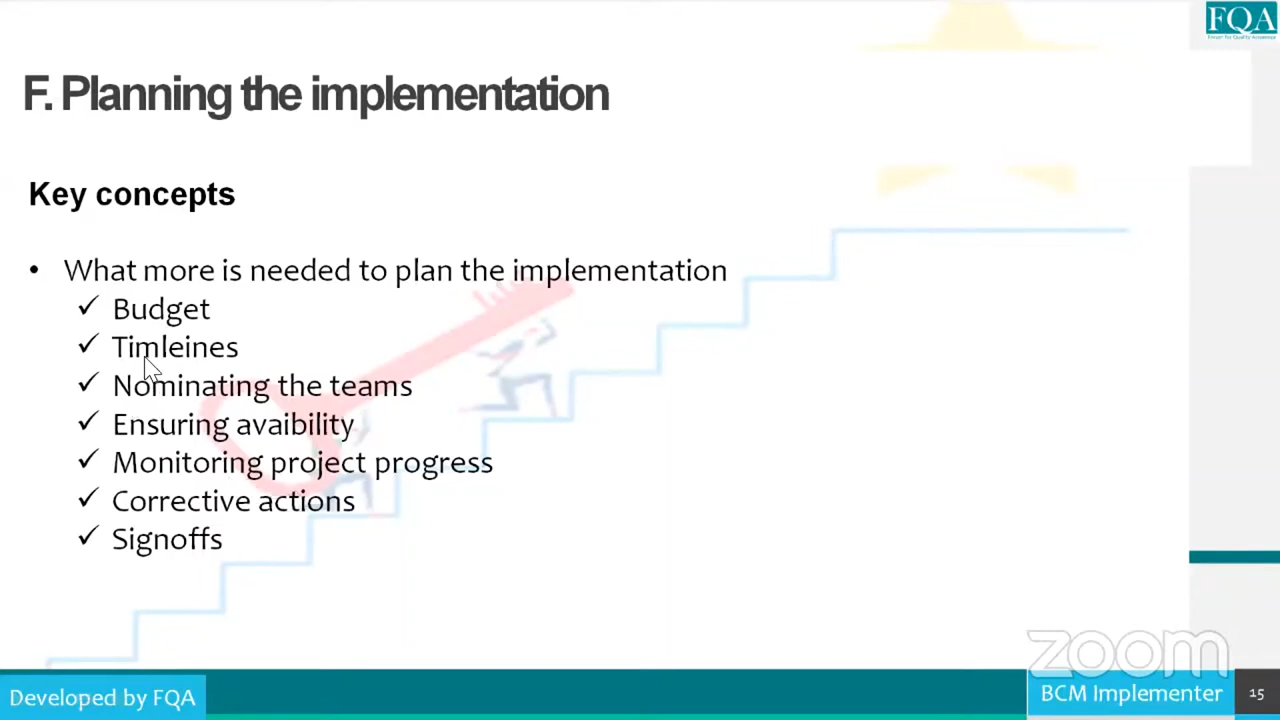 FQA
F. Planning the implementation
Key concepts
• What more is needed to plan the implementation
✓ Budget
✓ Timleines
✓ Nominating the teams
✓ Ensuring avaibility
✓ Monitoring project progress
✓ Corrective actions
✓ Signoffs
zoom
Developed by FQA
BCM Implementer
15